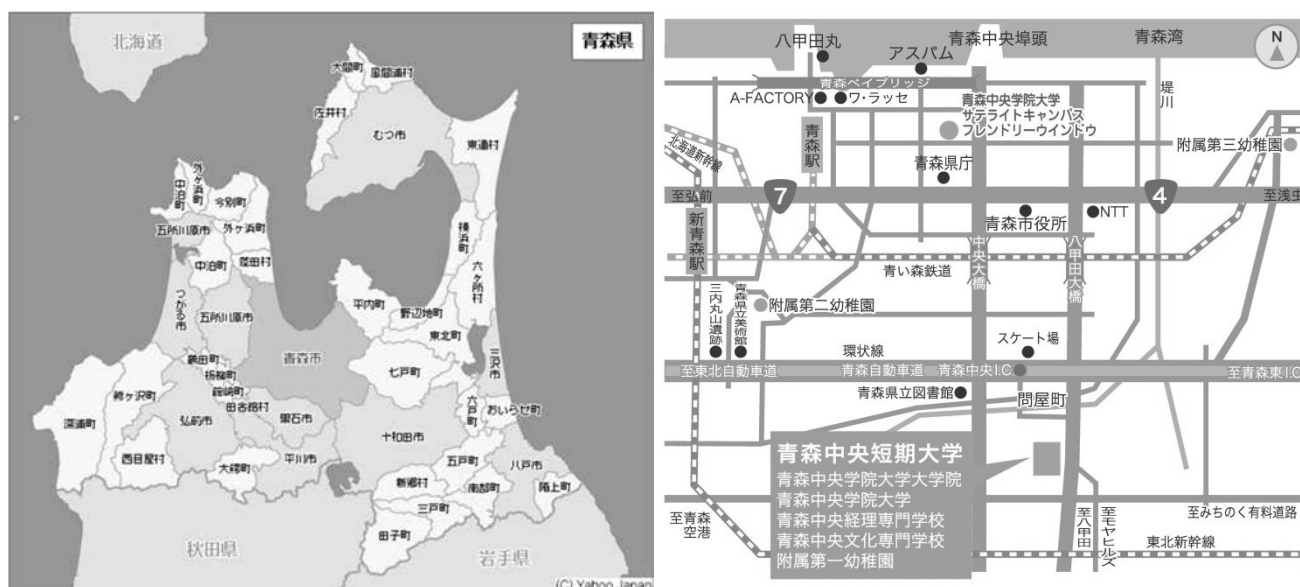 北海道
青森県
大間町
風間浦村
佐井村
むつ市
東通村
外ヶ浜町
中泊町
今別町
五所川原市
外ヶ浜町
中泊町
蓬田村
横浜町
六ヶ所村
つがる市
五所川原市
平内町
野辺地町
東北町
青森市
三沢市
鶴田町
板柳町
藤崎町
田舎館村
七戸町
六戸町
おいらせ町
鰺ヶ沢町
深浦町
弘前市
黒石市
十和田市
西目屋村
大鰐町
平川市
五戸町
八戸市
新郷村
南部町
階上町
三戸町
田子町
秋田県
岩手県
(C) Yahoo Japan
八甲田丸
アスパム
青森中央埠頭
青森湾
N
青森ベイブリッジ
A-FACTORY
ワ・ラッセ
堤川
青森中央学院大学
サテライトキャンパス
フレンドリーウインドウ
北海道新幹線
青森駅
附属第三幼稚園
青森県庁
至弘前
7
4
至浅虫
新青森駅
青森市役所
NTT
中央大橋
八甲田大橋
青い森鉄道
三内丸山遺跡
青森県立美術館
附属第二幼稚園
スケート場
環状線
至東北自動車道
青森自動車道
青森中央I.C
至青森東I.C
青森県立図書館
問屋町
青森中央短期大学
青森中央学院大学大学院
青森中央学院大学
青森中央経理専門学校
青森中央文化専門学校
附属第一幼稚園
至青森
空港
至八甲田
至モヤヒルズ
至みちのく有料道路
東北新幹線